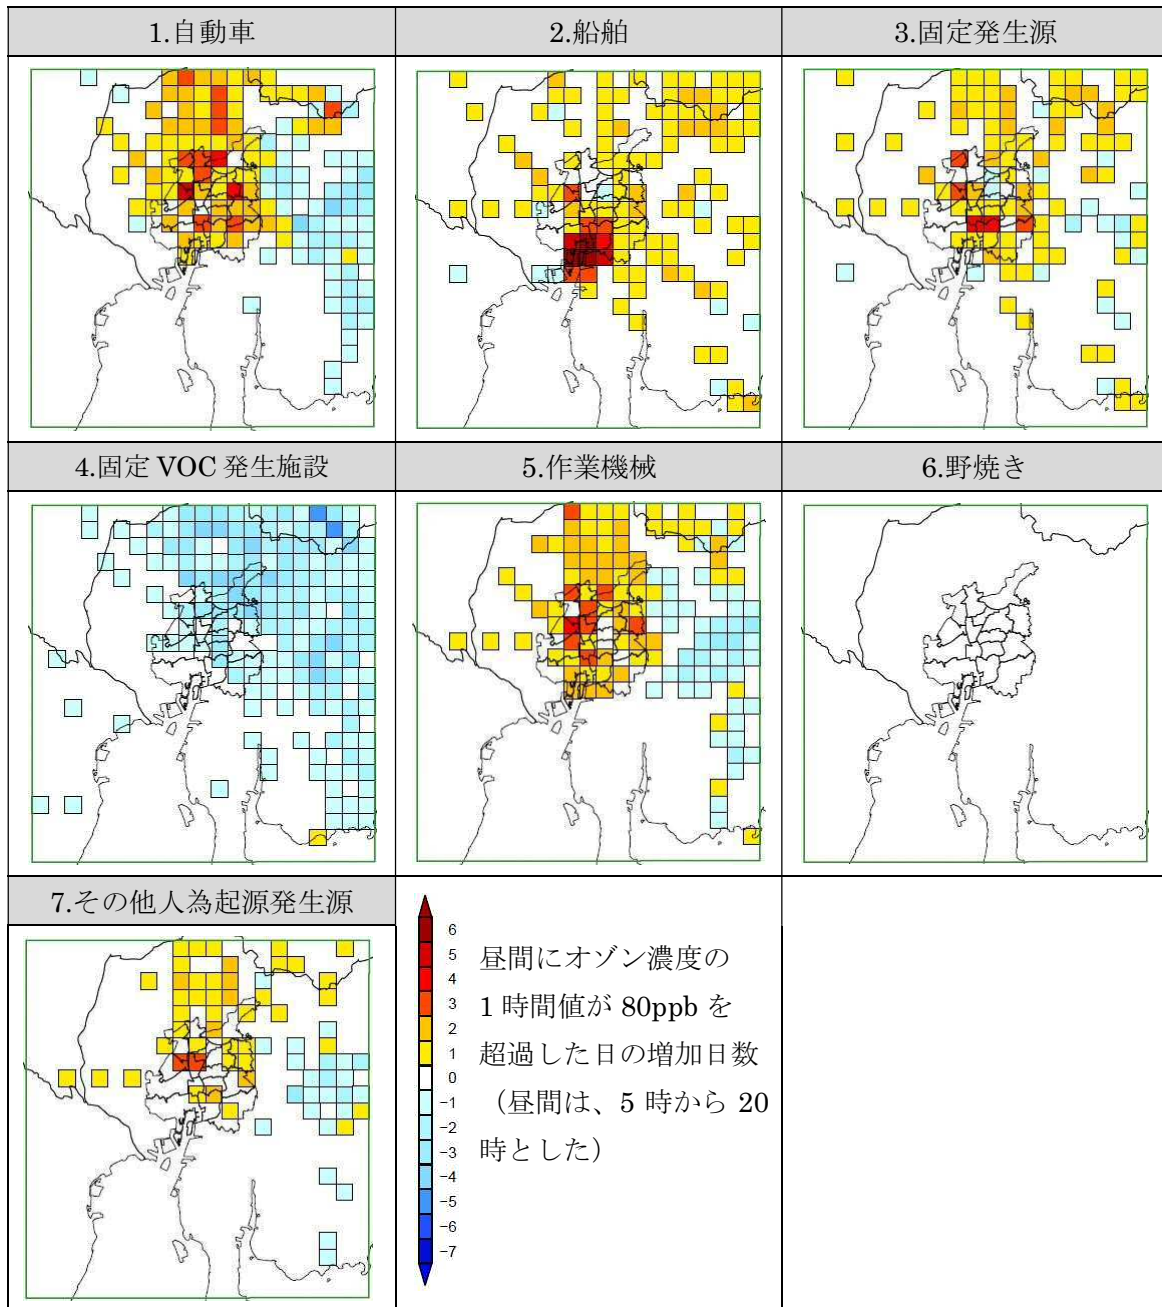 1.自動車
2.船舶
3.固定発生源
4.固定 VOC 発生施設
5.作業機械
6.野焼き
7.その他人為起源発生源
6
5
4
3
2
1
0
-1
-2
-3
-4
-5
-6
-7
昼間にオゾン濃度の
1 時間値が 80ppb を
超過した日の増加日数
（昼間は、5 時から 20
時とした）